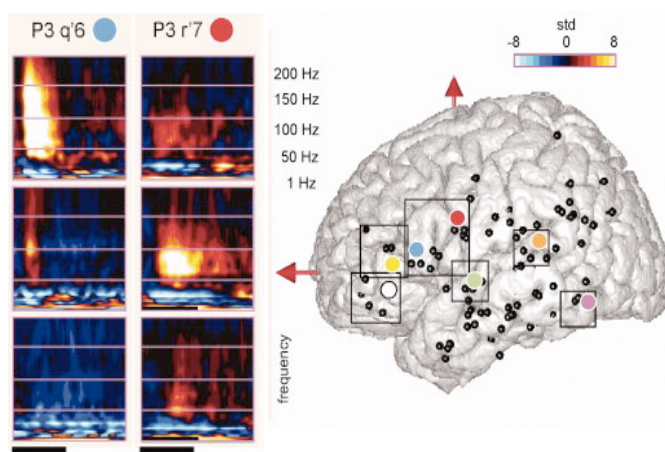 P3 q'6
P3 r'7
std
-8 0 8
200 Hz
150 Hz
100 Hz
50 Hz
1 Hz
frequency